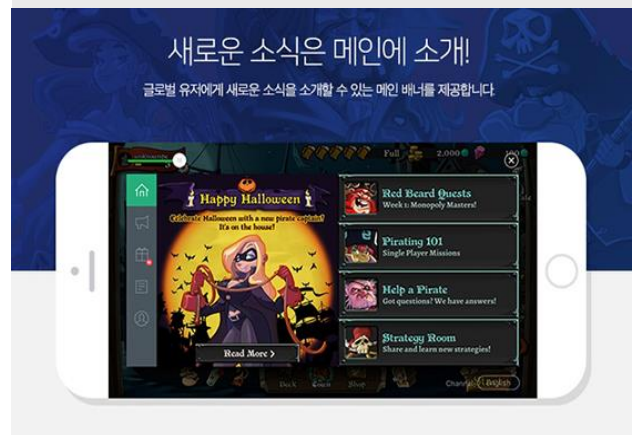 새로운 소식은 메인에 소개!
글로벌 유저에게 새로운 소식을 소개할 수 있는 메인 배너를 제공합니다
Full
2,000
100
Happy Halloween
Celebrate Halloween with a new pirate captain!
It's on the house!
Read More >
Red Beard Quests
Week 1: Monopoly Masters!
Pirating 101
Single Player Missions
Help a Pirate
Got questions? We have answers!
Strategy Room
Share and learn new strategies!
Deck
Crew
Shop
English